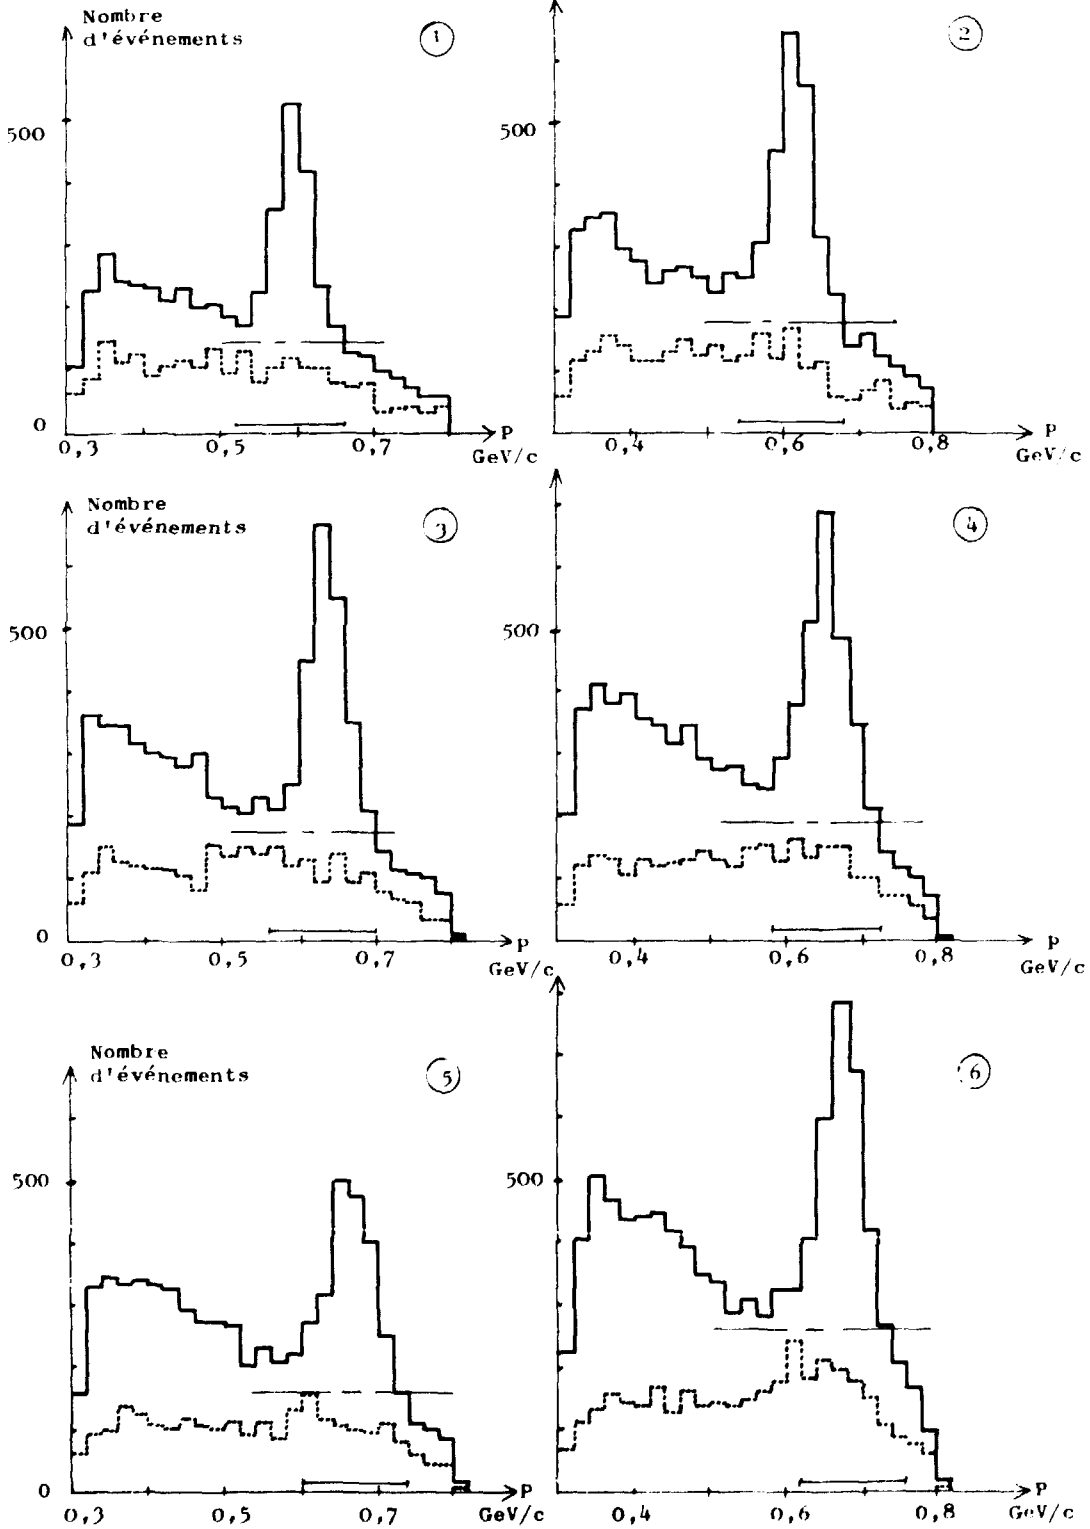 Nombre
d'événements
1
500
0
0,3 0,5 0,7
p
GeV/c
2
500
0,4 0,6 0,8
p
GeV/c
Nombre
d'événements
3
500
0
0,3 0,5 0,7
p
GeV/c
4
500
0,4 0,6 0,8
p
GeV/c
Nombre
d'événements
5
500
0
0,3 0,5 0,7
p
GeV/c
6
500
0,4 0,6 0,8
p
GeV/c